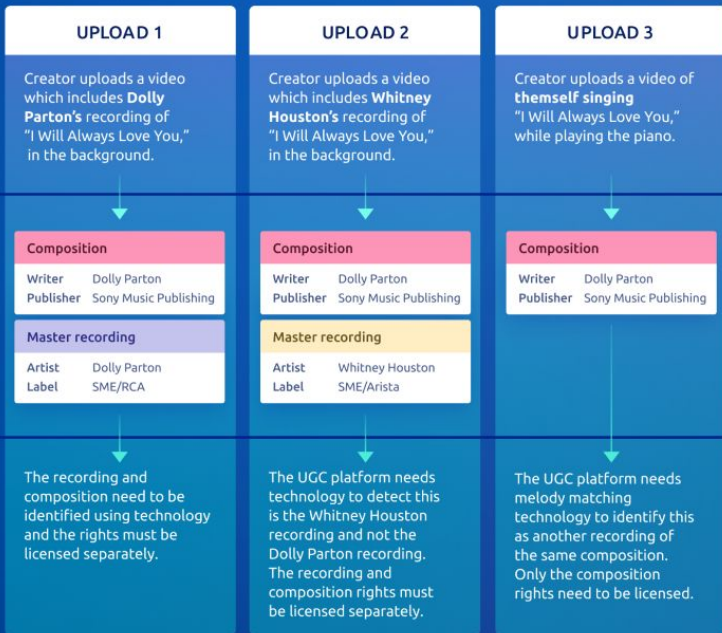 UPLOAD 1
Creator uploads a video
which includes Dolly
Parton's recording of
"I Will Always Love You,"
in the background.
Composition
Writer Dolly Parton
Publisher Sony Music Publishing
Master recording
Artist Dolly Parton
Label SME/RCA
The recording and
composition need to be
identified using technology
and the rights must be
licensed separately.
UPLOAD 2
Creator uploads a video
which includes Whitney
Houston's recording of
"I Will Always Love You,"
in the background.
Composition
Writer Dolly Parton
Publisher Sony Music Publishing
Master recording
Artist Whitney Houston
Label SME/Arista
The UGC platform needs
technology to detect this
is the Whitney Houston
recording and not the
Dolly Parton recording.
The recording and
composition rights must
be licensed separately.
UPLOAD 3
Creator uploads a video of
themself singing
"I Will Always Love You,"
while playing the piano.
Composition
Writer Dolly Parton
Publisher Sony Music Publishing
The UGC platform needs
melody matching
technology to identify this
as another recording of
the same composition.
Only the composition
rights need to be licensed.